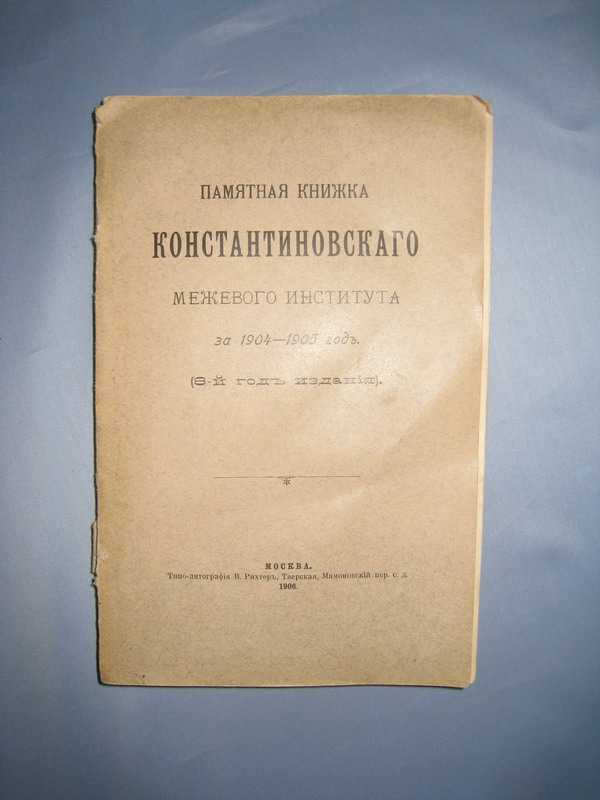 ПАМЯТНАЯ КНИЖКА
КОНСТАНТИНОВСКАГО
МЕЖЕВОГО ИНСТИТУТА
за 1904—1905 годъ.
годъ изданія).
МОСКВА.
Типо-литографія В. Рихтеръ, Тверская, Мамоновскій пер. с. д.
1906.